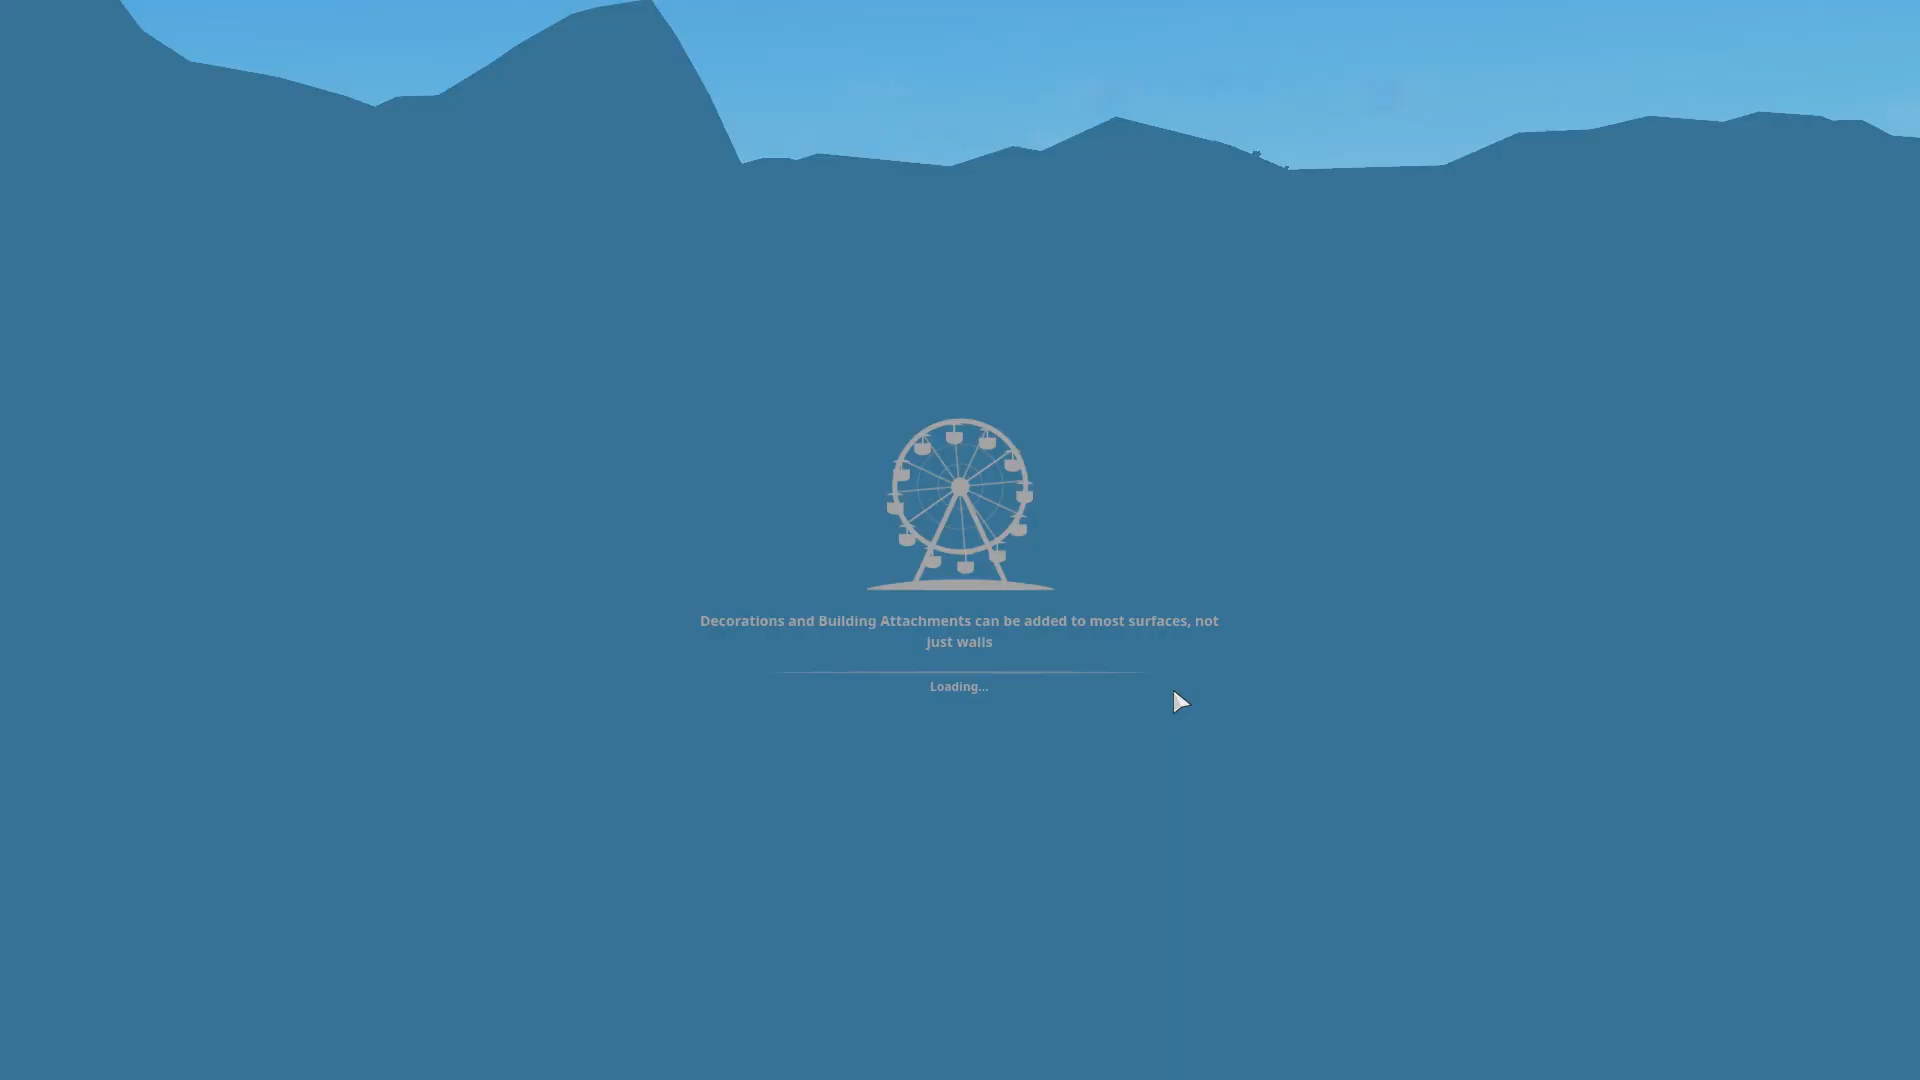 Decorations and Building Attachments can be added to most surfaces, not
just walls
Loading...